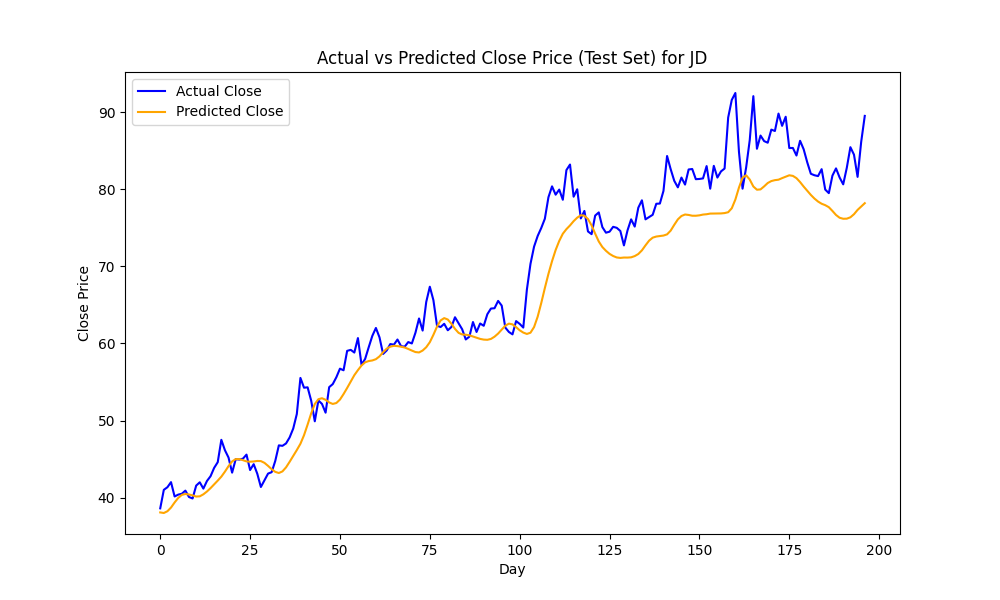 Actual vs Predicted Close Price (Test Set) for JD
Actual Close
Predicted Close
Close Price
90
80
70
60
50
40
0 25 50 75 100 125 150 175 200
Day